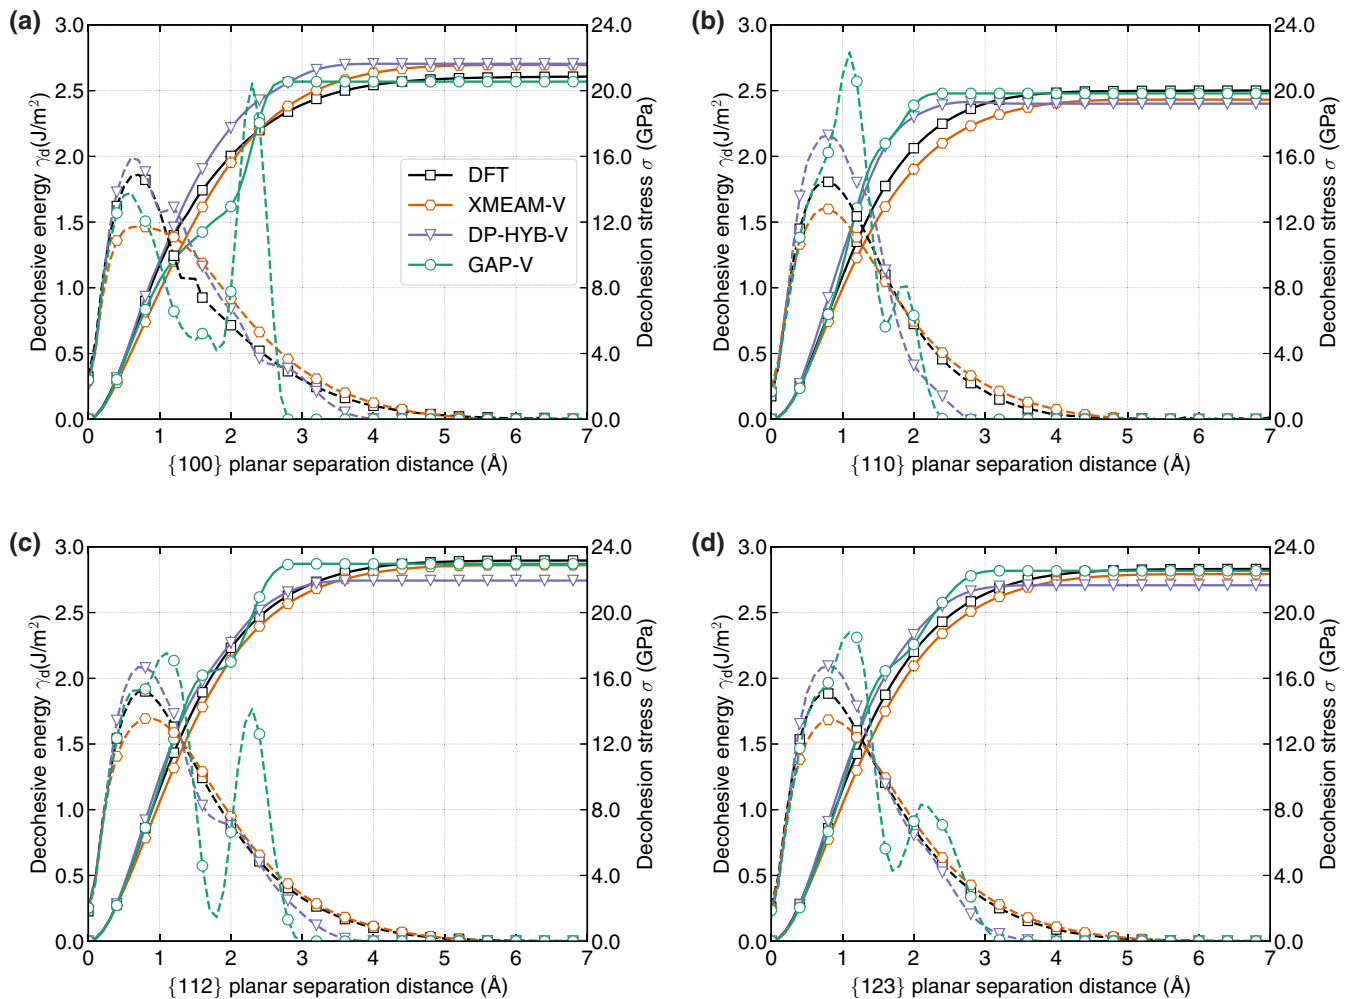 (a)
3.0
2.5
2.0
1.5
1.0
0.5
0.0
Decohesive energy γd(J/m²)
24.0
20.0
16.0
12.0
8.0
4.0
0.0
Decohesion stress σ (GPa)
DFT
XMEAM-V
DP-HYB-V
GAP-V
0 1 2 3 4 5 6 7
{100} planar separation distance (Å)
(b)
3.0
2.5
2.0
1.5
1.0
0.5
0.0
Decohesive energy γd(J/m²)
24.0
20.0
16.0
12.0
8.0
4.0
0.0
Decohesion stress σ (GPa)
0 1 2 3 4 5 6 7
{110} planar separation distance (Å)
(c)
3.0
2.5
2.0
1.5
1.0
0.5
0.0
Decohesive energy γd(J/m²)
24.0
20.0
16.0
12.0
8.0
4.0
0.0
Decohesion stress σ (GPa)
0 1 2 3 4 5 6 7
{112} planar separation distance (Å)
(d)
3.0
2.5
2.0
1.5
1.0
0.5
0.0
Decohesive energy γd(J/m²)
24.0
20.0
16.0
12.0
8.0
4.0
0.0
Decohesion stress σ (GPa)
0 1 2 3 4 5 6 7
{123} planar separation distance (Å)